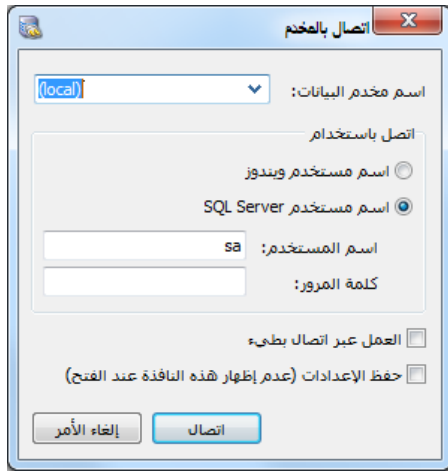 اتصال بالمخدم
اسم مخدم البيانات: (local)
اتصل باستخدام
اسم مستخدم ويندوز
اسم مستخدم SQL Server
اسم المستخدم: sa
كلمة المرور:
العمل عبر اتصال بطيء
حفظ الإعدادات (عدم إظهار هذه النافذة عند الفتح)
اتصال
إلغاء الأمر